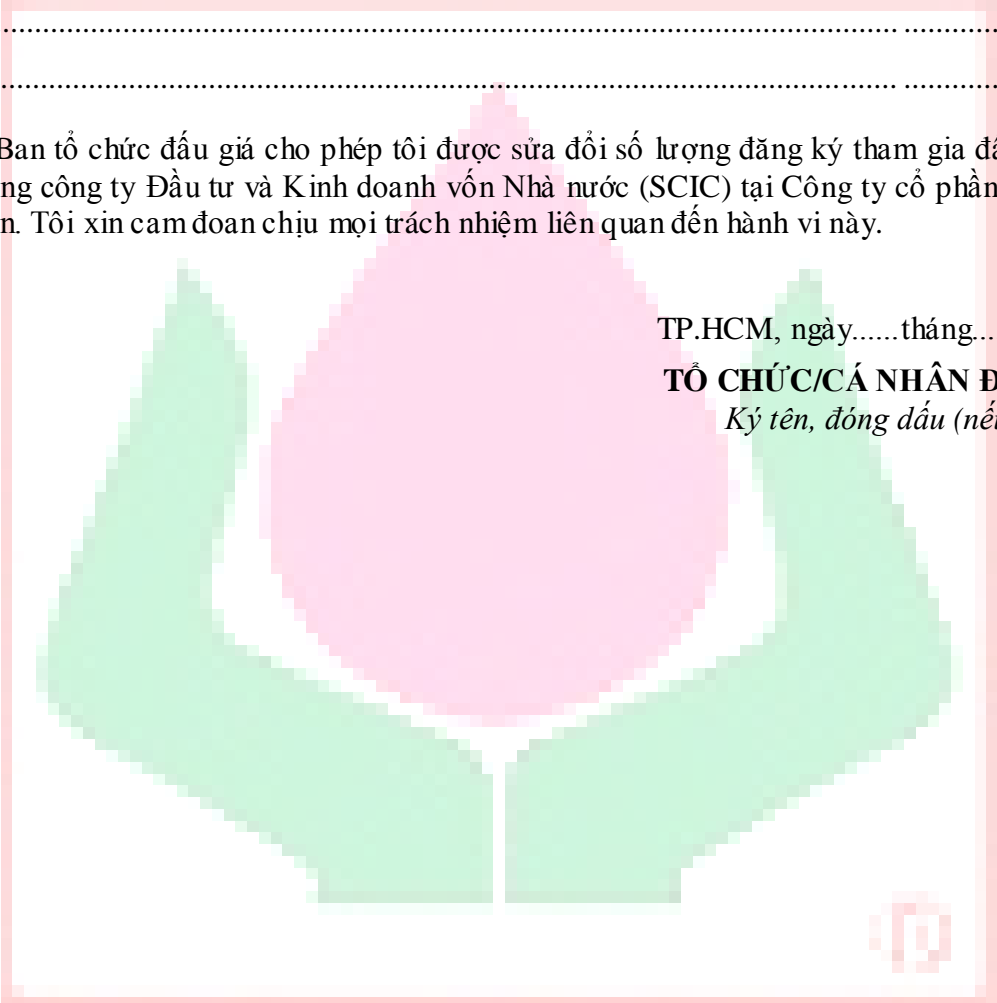 .......................................................................................................................... ............
.......................................................................................................................... ............
Ban tổ chức đấu giá cho phép tôi được sửa đổi số lượng đăng ký tham gia đấ
ng công ty Đầu tư và Kinh doanh vốn Nhà nước (SCIC) tại Công ty cổ phần
n. Tôi xin cam đoan chịu mọi trách nhiệm liên quan đến hành vi này.
TP.HCM, ngày......tháng...
TỔ CHỨC/CÁ NHÂN Đ
Ký tên, đóng dấu (nếu